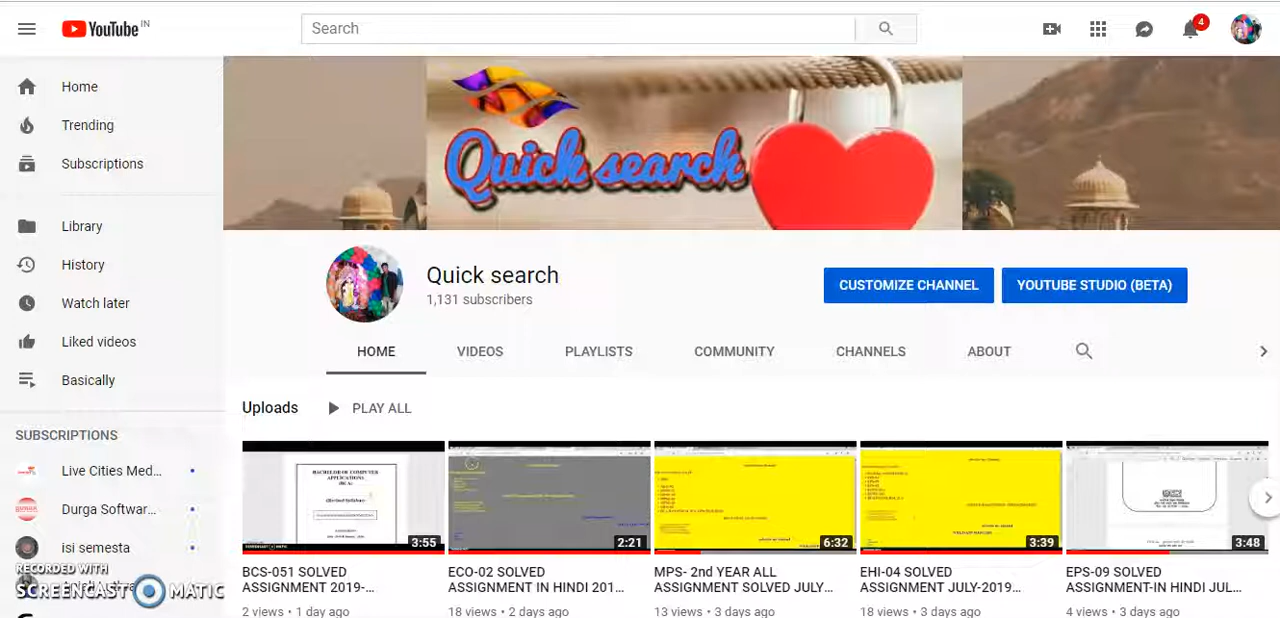 YouTube IN
Search
4
Home
Trending
Subscriptions
Library
History
Watch later
Liked videos
Basically
SUBSCRIPTIONS
Live Cities Med...
Durga Softwar...
isi semesta
RECORDED WITH
SCREENCAST MATIC
Quick search
Quick search
1,131 subscribers
CUSTOMIZE CHANNEL
YOUTUBE STUDIO (BETA)
HOME VIDEOS PLAYLISTS COMMUNITY CHANNELS ABOUT
Uploads PLAY ALL
BACHELOR OF COMPUTER
APPLICATIONS
3:55
BCS-051 SOLVED
ASSIGNMENT 2019-...
2 views • 1 day ago
2:21
ECO-02 SOLVED
ASSIGNMENT IN HINDI 201...
18 views • 2 days ago
6:32
MPS- 2nd YEAR ALL
ASSIGNMENT SOLVED JULY...
13 views • 3 days ago
3:39
EHI-04 SOLVED
ASSIGNMENT JULY-2019...
18 views • 3 days ago
3:48
EPS-09 SOLVED
ASSIGNMENT-IN HINDI JUL...
4 views • 3 days ago